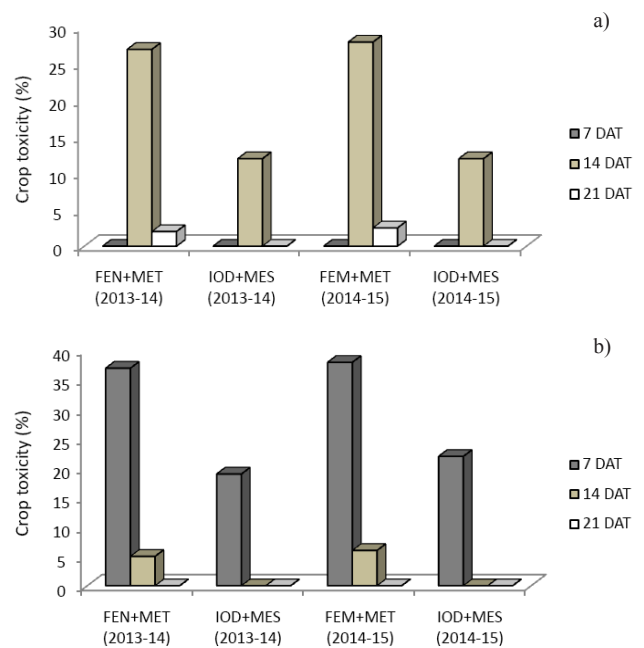 a)
Crop toxicity (%)
30
25
20
15
10
5
0
FEN+MET
(2013-14)
IOD+MES
(2013-14)
FEM+MET
(2014-15)
IOD+MES
(2014-15)
7 DAT
14 DAT
21 DAT
b)
Crop toxicity (%)
40
35
30
25
20
15
10
5
0
FEN+MET
(2013-14)
IOD+MES
(2013-14)
FEM+MET
(2014-15)
IOD+MES
(2014-15)
7 DAT
14 DAT
21 DAT